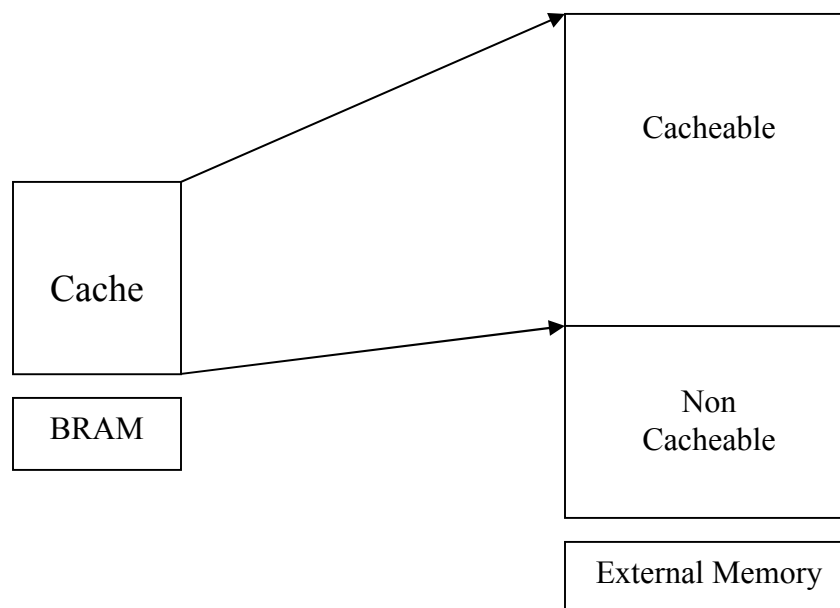 Cacheable
Cache
Non
Cacheable
BRAM
External Memory